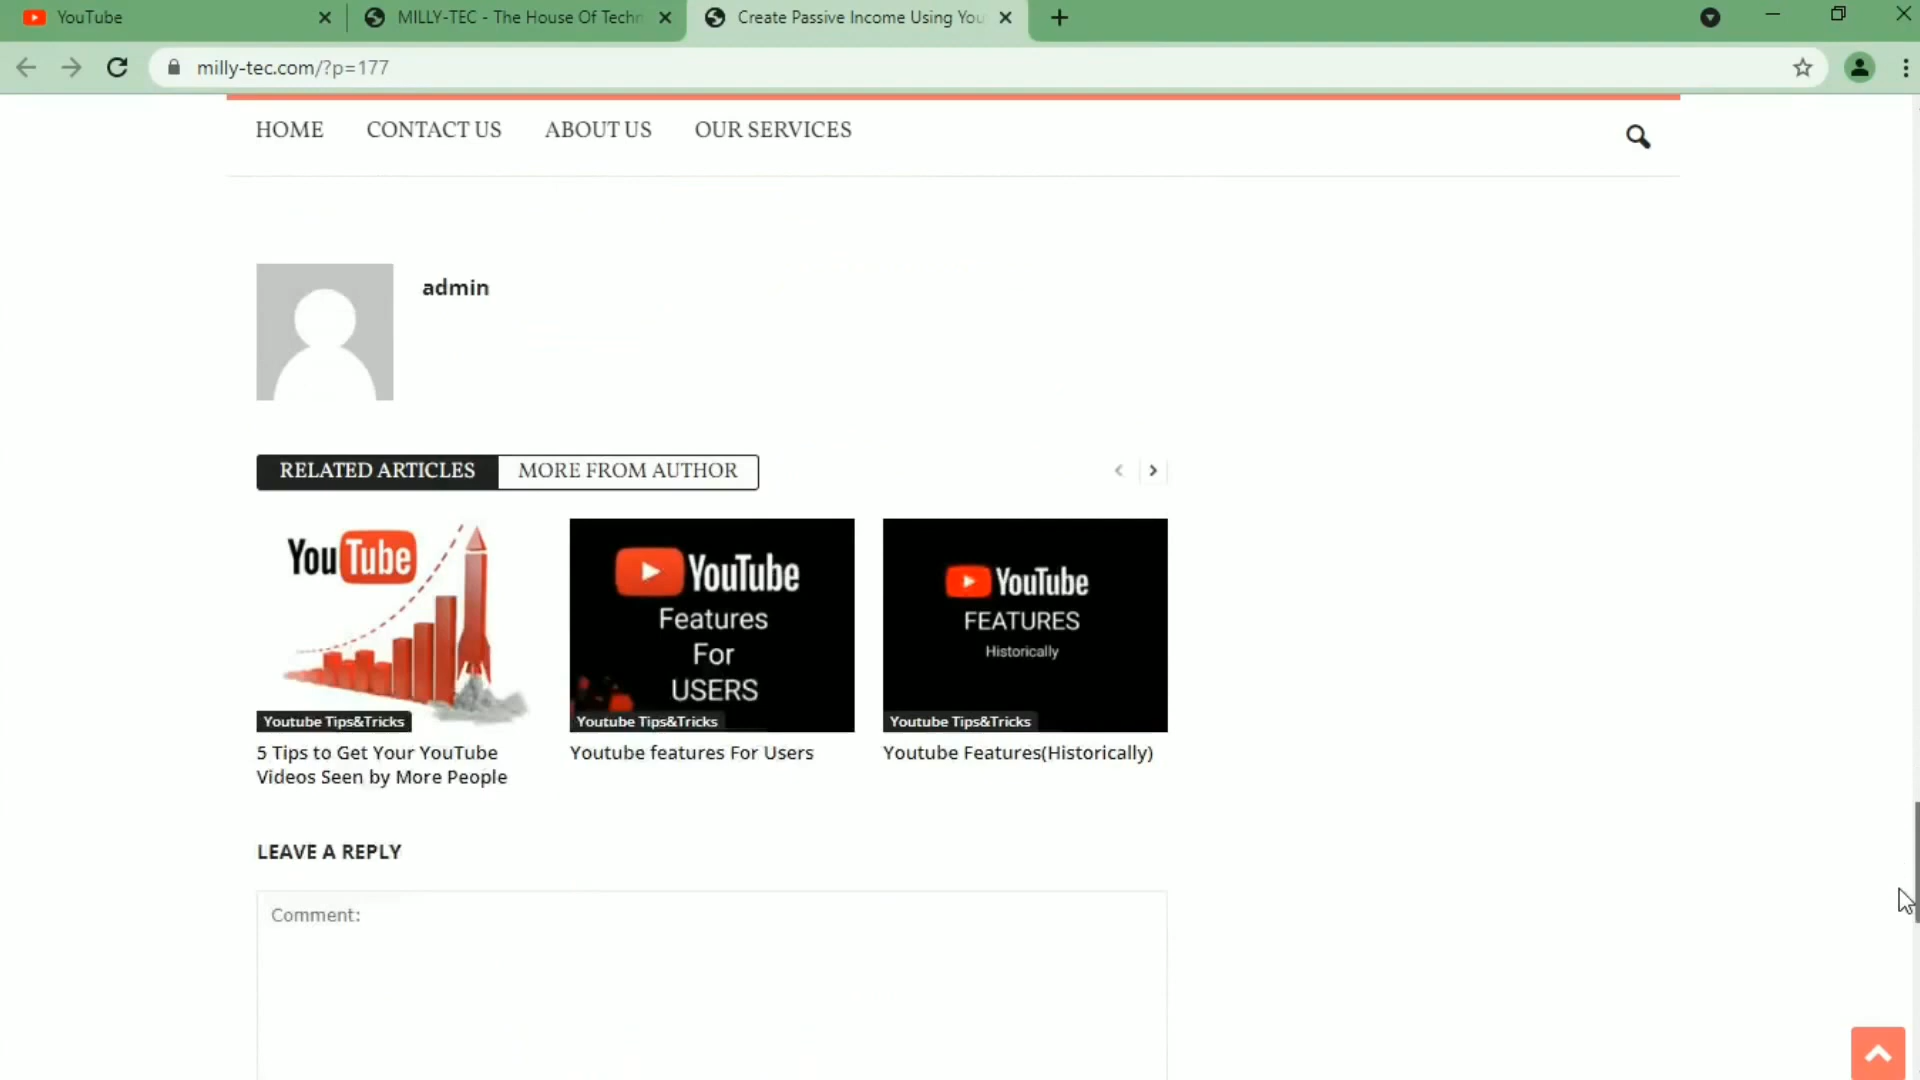 YouTube
MILLY-TEC - The House Of Techn
Create Passive Income Using You
milly-tec.com/?p=177
HOME
CONTACT US
ABOUT US
OUR SERVICES
admin
RELATED ARTICLES
MORE FROM AUTHOR
YouTube
Youtube Tips&Tricks
5 Tips to Get Your YouTube
Videos Seen by More People
YouTube
Features
For
USERS
Youtube Tips&Tricks
Youtube features For Users
YouTube
FEATURES
Historically
Youtube Tips&Tricks
Youtube Features(Historically)
LEAVE A REPLY
Comment: